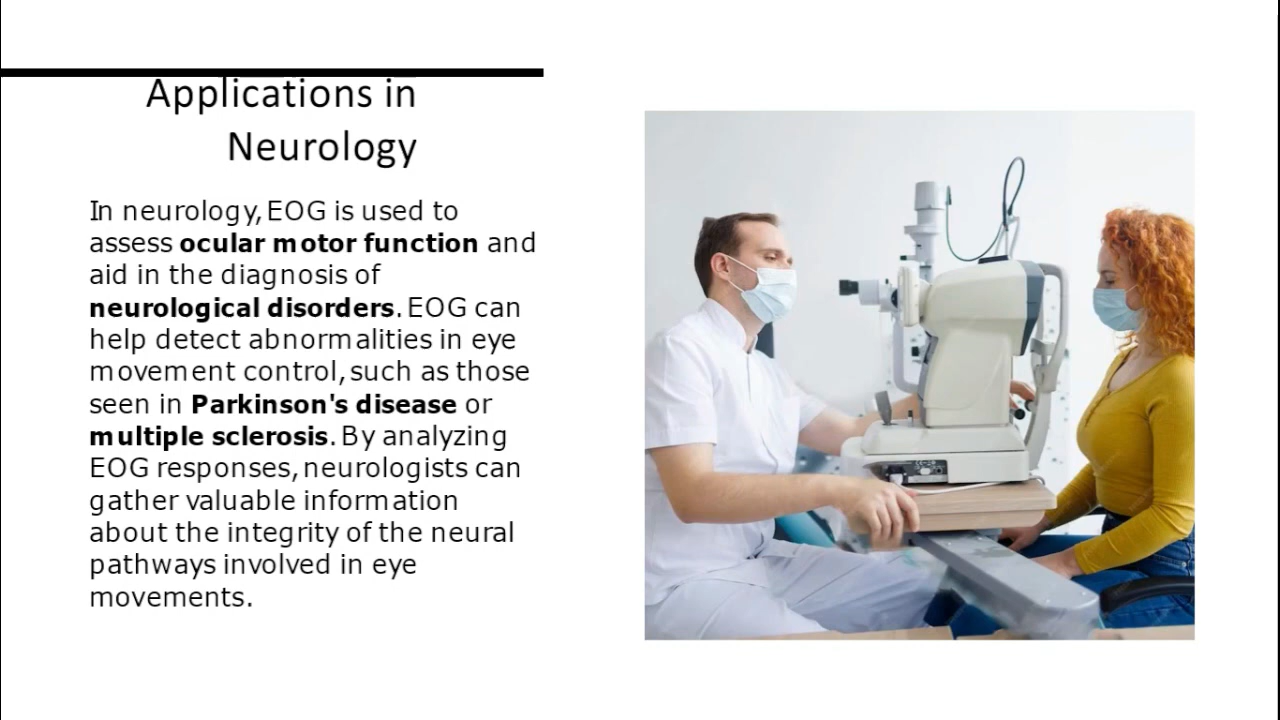 Applications in
Neurology
In neurology, EOG is used to
assess ocular motor function and
aid in the diagnosis of
neurological disorders. EOG can
help detect abnormalities in eye
movement control, such as those
seen in Parkinson's disease or
multiple sclerosis. By analyzing
EOG responses, neurologists can
gather valuable information
about the integrity of the neural
pathways involved in eye
movements.